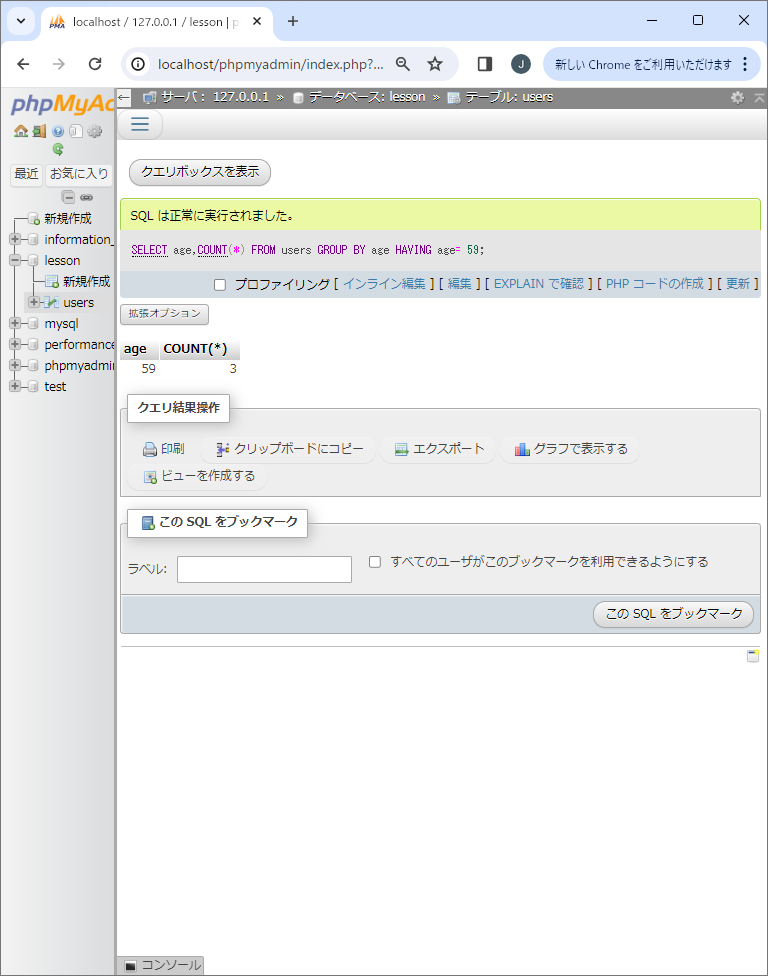 localhost / 127.0.0.1 / lesson | p
localhost/phpmyadmin/index.php?...
J
新しい Chrome をご利用いただけます
phpMyAd
最近
お気に入り
新規作成
information_
lesson
新規作成
users
mysql
performance
phpmyadmin
test
サーバ: 127.0.0.1 » データベース: lesson » テーブル: users
クエリボックスを表示
SQL は正常に実行されました。
SELECT age,COUNT(*) FROM users GROUP BY age HAVING age= 59;
プロファイリング [ インライン編集 ] [ 編集 ] [ EXPLAIN で確認 ] [ PHP コードの作成 ] [ 更新 ]
拡張オプション
age COUNT(*)
59 3
クエリ結果操作
印刷 クリップボードにコピー エクスポート グラフで表示する
ビューを作成する
この SQL をブックマーク
ラベル: すべてのユーザがこのブックマークを利用できるようにする
この SQL をブックマーク
コンソール